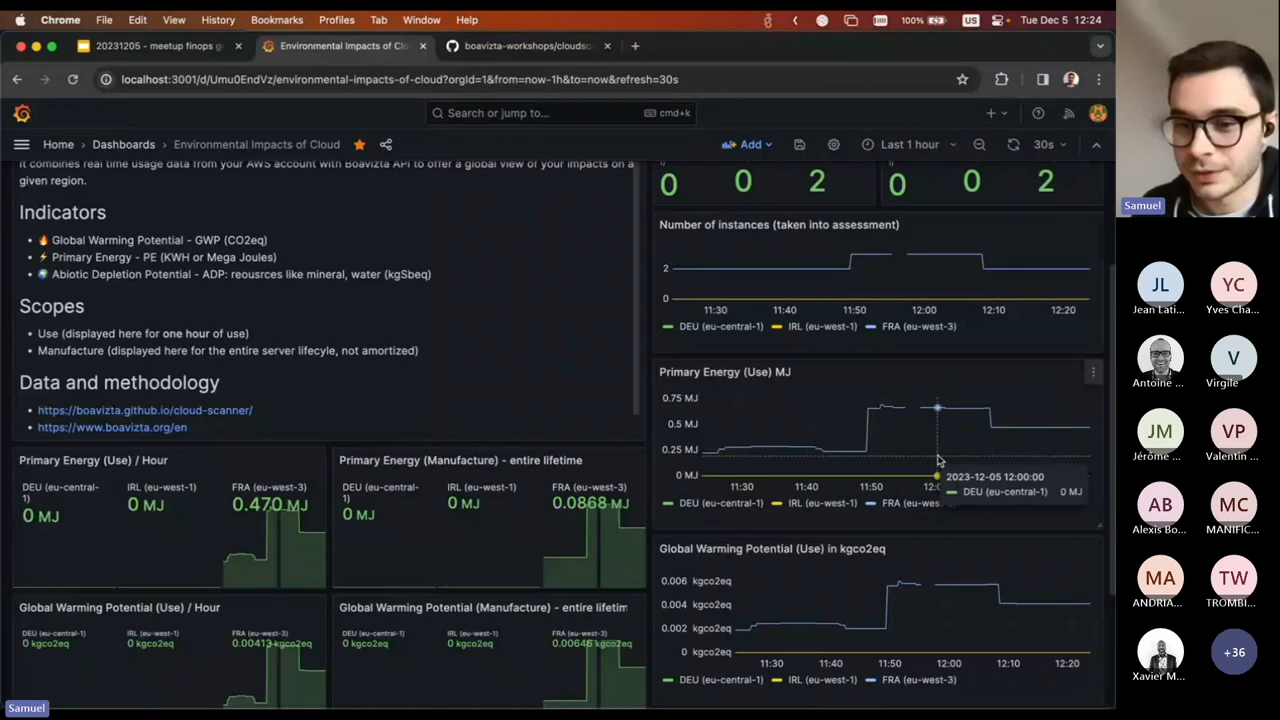 Chrome File Edit View History Bookmarks Profiles Tab Window Help 100% US Tue Dec 5 12:24
20231205 - meetup finops g
Environmental Impacts of Clo
boavizta-workshops/cloudsc
localhost:3001/d/Umu0EndVz/environmental-impacts-of-cloud?orgId=1&from=now-1h&to=now&refresh=30s
Search or jump to... cmd+k
Home Dashboards Environmental Impacts of Cloud Add Last 1 hour 30s
It combines real time usage data from your AWS account with Boavizta API to offer a global view of your impacts on a
given region.
Indicators
Global Warming Potential - GWP (CO2eq)
Primary Energy - PE (KWH or Mega Joules)
Abiotic Depletion Potential - ADP: reousrces like mineral, water (kgSbeq)
Scopes
Use (displayed here for one hour of use)
Manufacture (displayed here for the entire server lifecyle, not amortized)
Data and methodology
https://boavizta.github.io/cloud-scanner/
https://www.boavizta.org/en
Primary Energy (Use) / Hour
DEU (eu-central-
1)
0 MJ
IRL (eu-west-1)
0 MJ
FRA (eu-west-3)
0.470 MJ
Primary Energy (Manufacture) - entire lifetime
DEU (eu-central-
1)
0 MJ
IRL (eu-west-1)
0 MJ
FRA (eu-west-3)
0.0868 MJ
Global Warming Potential (Use) / Hour
DEU (eu-central-1)
0 kgco2eq
IRL (eu-west-1)
0 kgco2eq
FRA (eu-west-3)
0.00413 kgco2eq
Global Warming Potential (Manufacture) - entire lifetim
DEU (eu-central-1)
0 kgco2eq
IRL (eu-west-1)
0 kgco2eq
FRA (eu-west-3)
0.00646 kgco2eq
0 0 2
0 0 2
Number of instances (taken into assessment)
2
0
11:30 11:40 11:50 12:00 12:10 12:20
DEU (eu-central-1) IRL (eu-west-1) FRA (eu-west-3)
Primary Energy (Use) MJ
0.75 MJ
0.5 MJ
0.25 MJ
0 MJ
11:30 11:40 11:50 12:0
DEU (eu-central-1) IRL (eu-west-1) FRA (eu-wes
2023-12-05 12:00:00
DEU (eu-central-1) 0 MJ
Global Warming Potential (Use) in kgco2eq
0.006 kgco2eq
0.004 kgco2eq
0.002 kgco2eq
0 kgco2eq
11:30 11:40 11:50 12:00 12:10 12:20
DEU (eu-central-1) IRL (eu-west-1) FRA (eu-west-3)
Samuel
Samuel
JL YC
Jean Lati... Yves Cha...
V
Antoine ... Virgile
JM VP
Jérôme ... Valentin ...
AB MC
Alexis Bo... MANIFIC...
MA TW
ANDRIA... TROMBI...
+36
Xavier M...